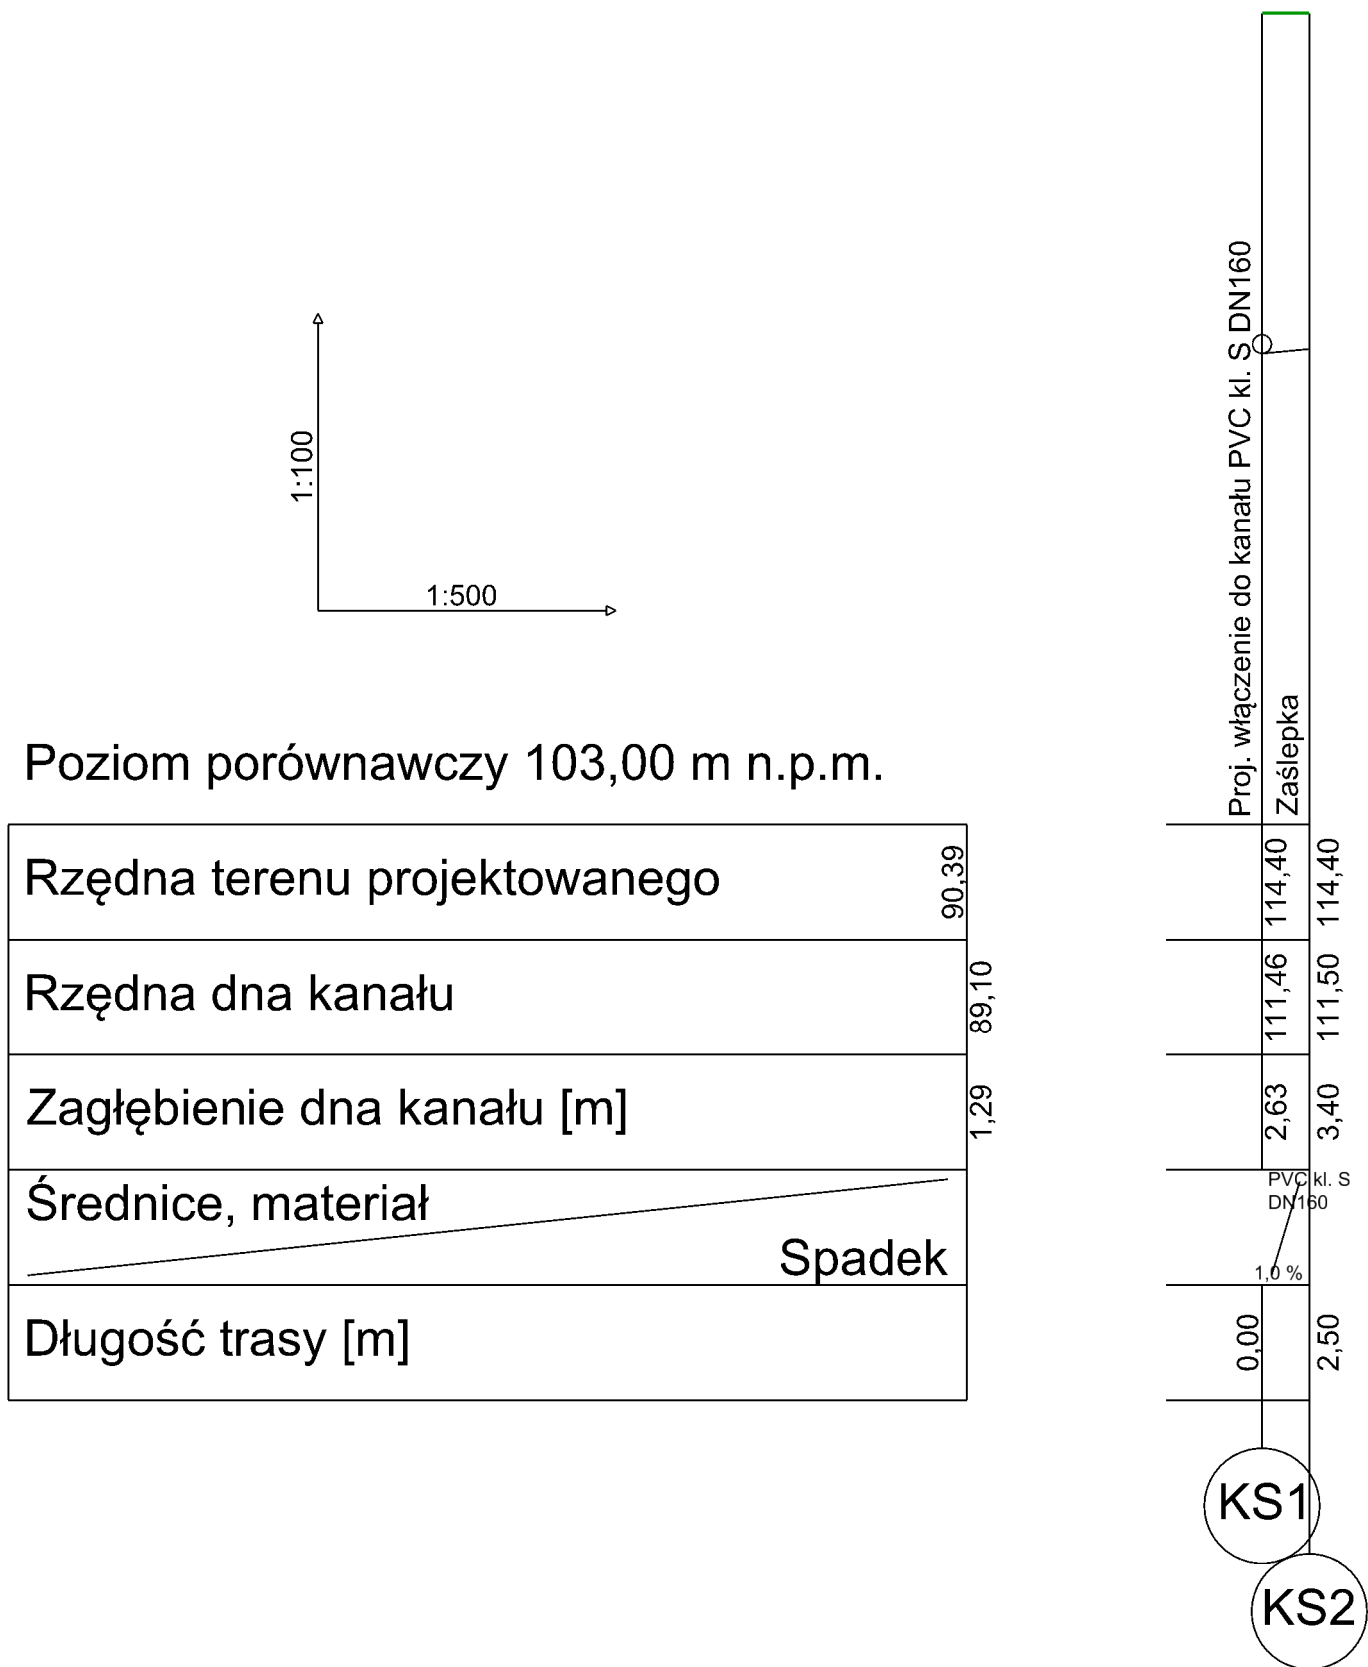 Proj. włączenie do kanału PVC kl. S DN160
1:100
1:500
Zaślepka
Poziom porównawczy 103,00 m n.p.m.
Rzędna terenu projektowanego
90,39
114,40
114,40
Rzędna dna kanału
89,10
111,46
111,50
Zagłębienie dna kanału [m]
1,29
2,63
3,40
Średnice, materiał
Spadek
PVC kl. S
DN160
1,0 %
Długość trasy [m]
0,00
2,50
KS1
KS2